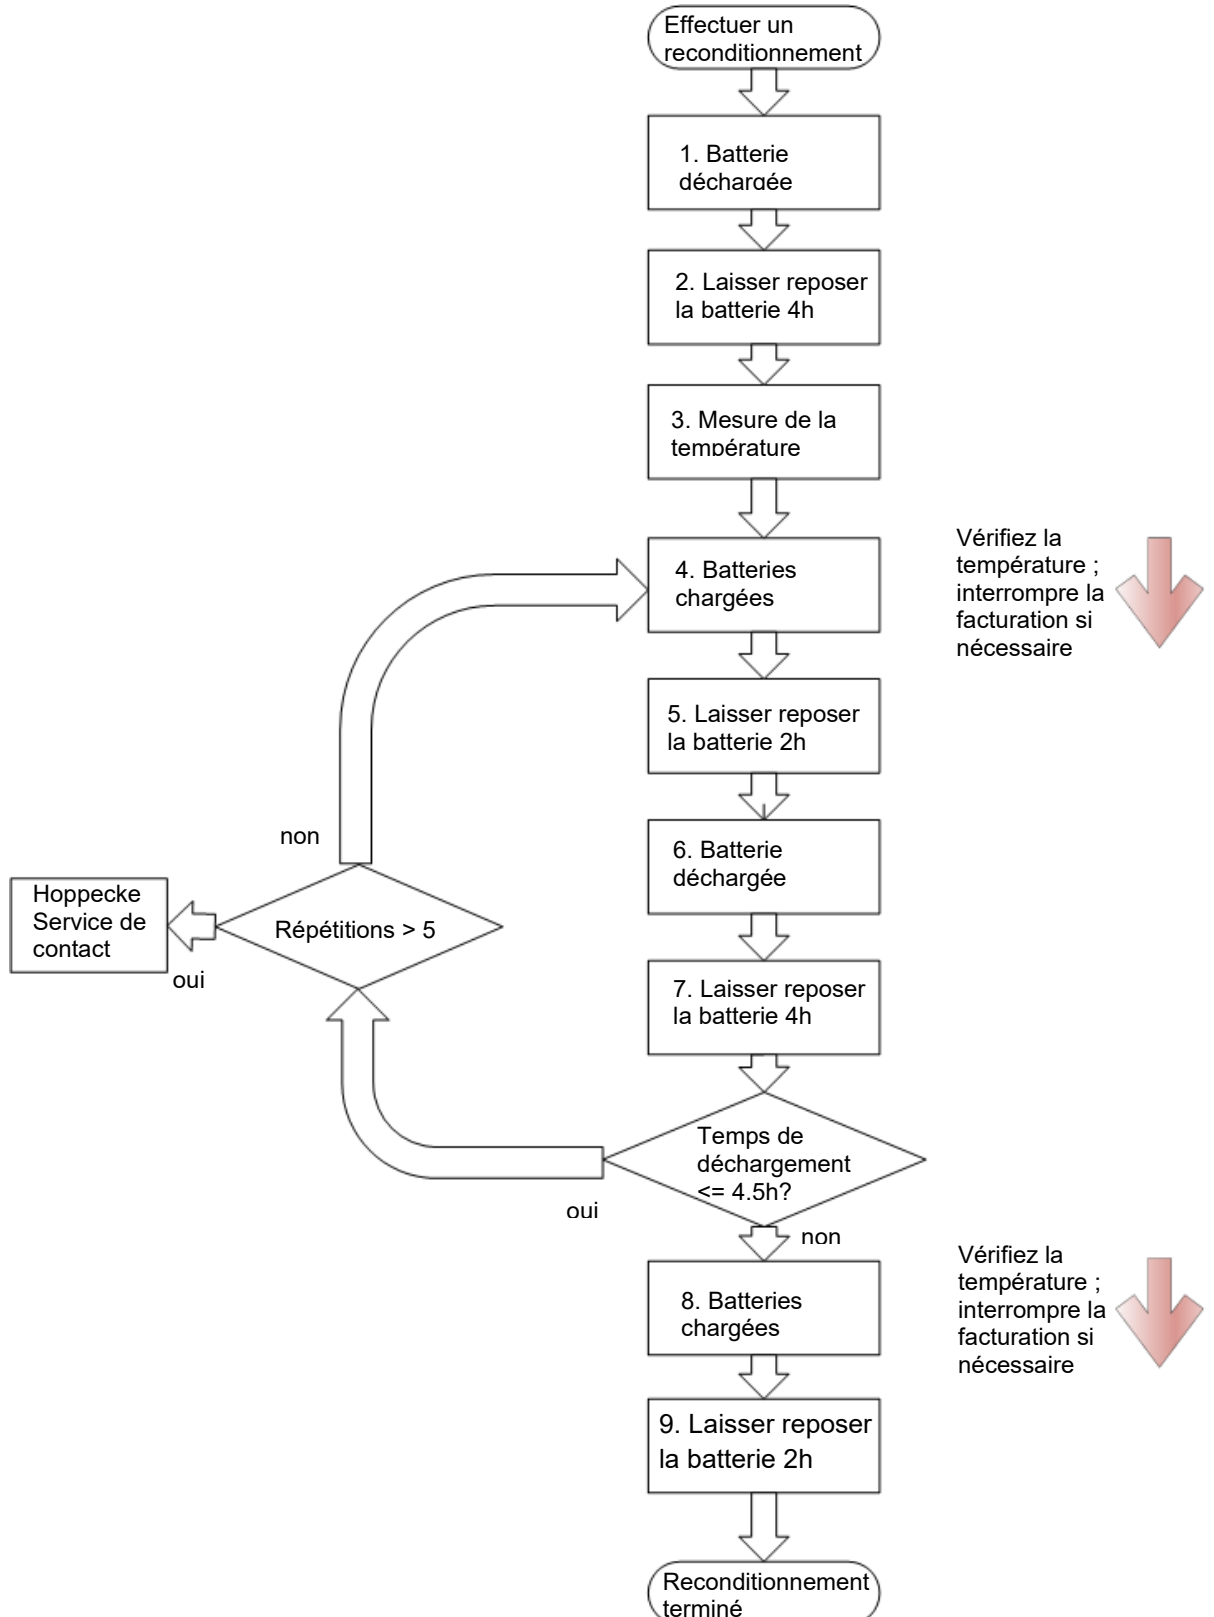 Effectuer un
reconditionnement
1. Batterie
déchargée
2. Laisser reposer
la batterie 4h
3. Mesure de la
température
4. Batteries
chargées
Vérifiez la
température ;
interrompre la
facturation si
nécessaire
5. Laisser reposer
la batterie 2h
non
6. Batterie
déchargée
Hoppecke
Service de
contact
Répétitions > 5
oui
7. Laisser reposer
la batterie 4h
Temps de
déchargement
<= 4.5h?
oui
non
Vérifiez la
température ;
interrompre la
facturation si
nécessaire
8. Batteries
chargées
9. Laisser reposer
la batterie 2h
Reconditionnement
terminé